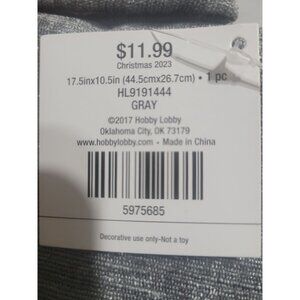 $11.99
Christmas 2023
17.5inx10.5in (44.5cmx26.7cm) • 1 pc
HL9191444
GRAY
©2017 Hobby Lobby
Oklahoma City, OK 73179
www.hobbylobby.com • Made in China
5975685
Decorative use only-Not a toy